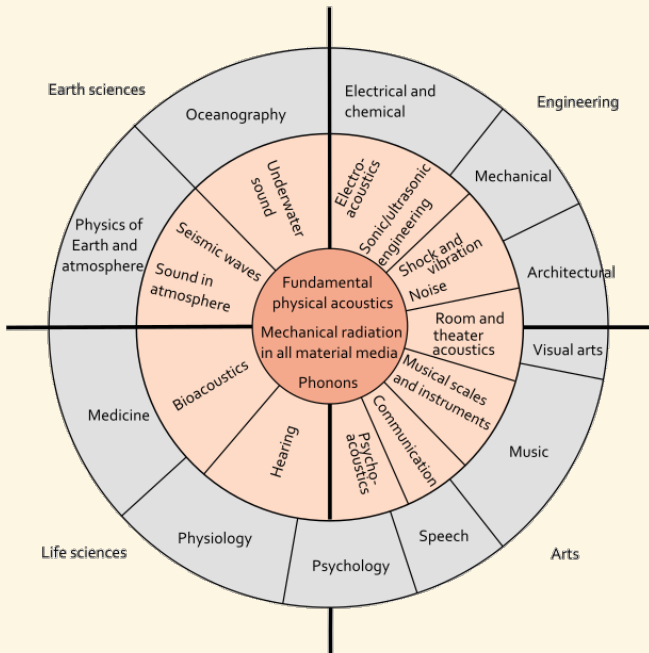 Earth sciences
Engineering
Life sciences
Arts
Oceanography
Electrical and
chemical
Mechanical
Architectural
Visual arts
Music
Speech
Psychology
Physiology
Medicine
Physics of
Earth and
atmosphere
Underwater
sound
Electro-
acoustics
Sonic/ultrasonic
engineering
Shock and
vibration
Noise
Room and
theater
acoustics
Musical scales
and instruments
Communication
Psycho-
acoustics
Hearing
Bioacoustics
Sound in
atmosphere
Seismic waves
Fundamental
physical acoustics
Mechanical radiation
in all material media
Phonons